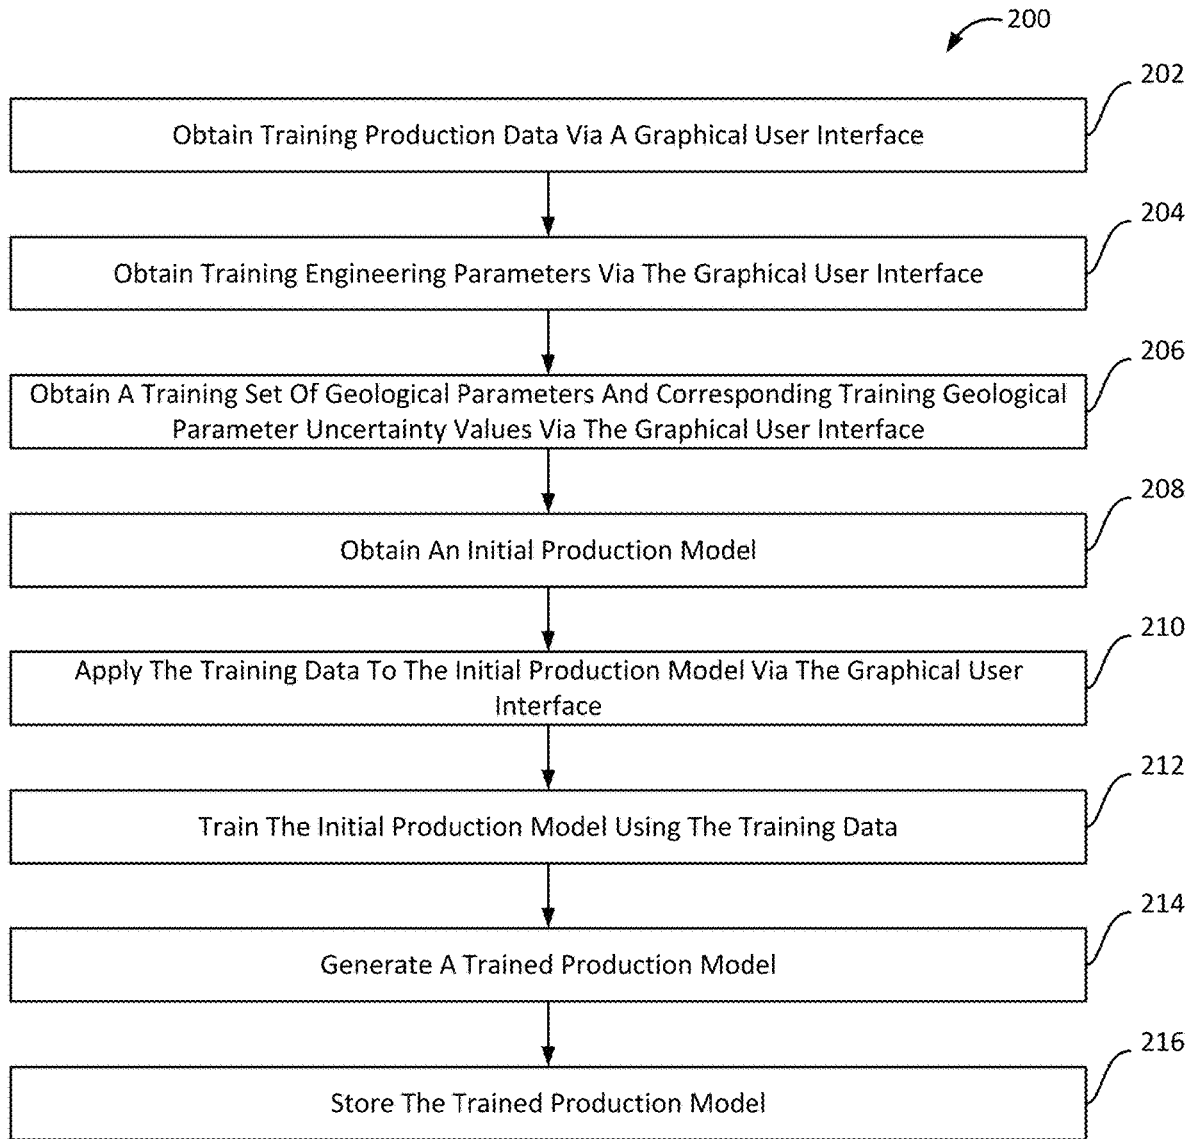 200
202
Obtain Training Production Data Via A Graphical User Interface
204
Obtain Training Engineering Parameters Via The Graphical User Interface
206
Obtain A Training Set Of Geological Parameters And Corresponding Training Geological
Parameter Uncertainty Values Via The Graphical User Interface
208
Obtain An Initial Production Model
210
Apply The Training Data To The Initial Production Model Via The Graphical User
Interface
212
Train The Initial Production Model Using The Training Data
214
Generate A Trained Production Model
216
Store The Trained Production Model